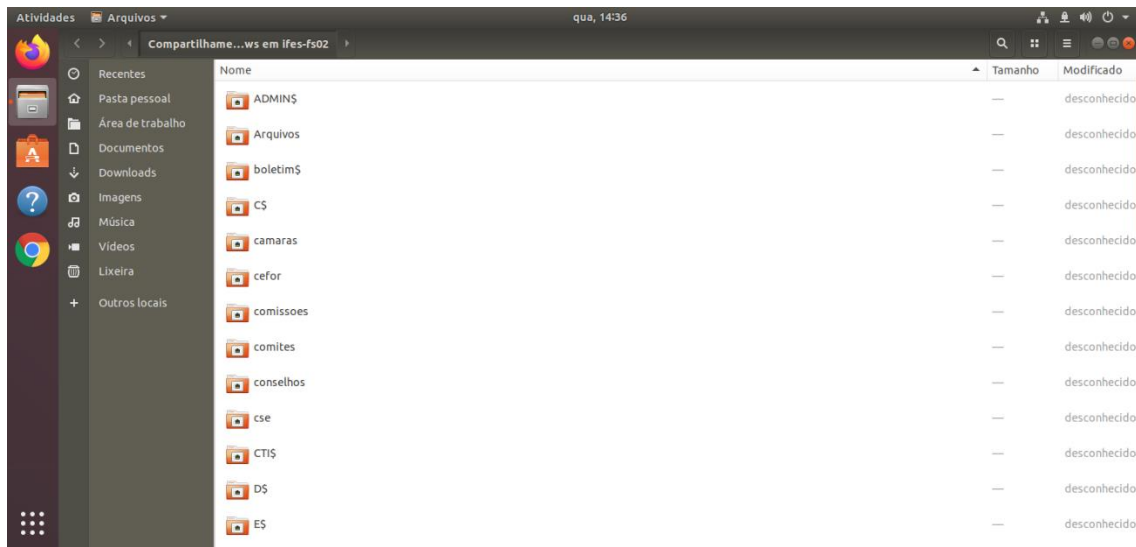 Atividades Arquivos qua, 14:36
Compartilhame...ws em ifes-fs02
Recentes
Pasta pessoal
Área de trabalho
Documentos
Downloads
Imagens
Música
Vídeos
Lixeira
+ Outros locais
Nome Tamanho Modificado
ADMIN$ — desconhecido
Arquivos — desconhecido
boletim$ — desconhecido
C$ — desconhecido
camaras — desconhecido
cefor — desconhecido
comissoes — desconhecido
comites — desconhecido
conselhos — desconhecido
cse — desconhecido
CTI$ — desconhecido
D$ — desconhecido
E$ — desconhecido